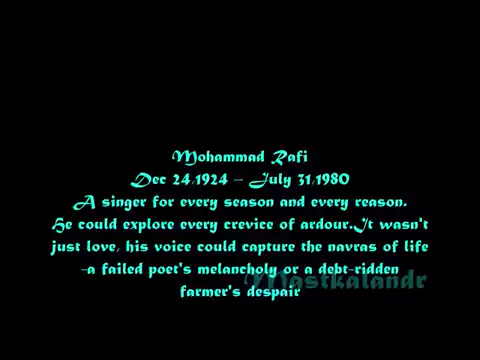 Mohammad Rafi
Dec 24,1924 – July 31,1980
A singer for every season and every reason.
He could explore every crevice of ardour.It wasn't
just love, his voice could capture the navras of life
-a failed poet's melancholy or a debt-ridden
farmer's despair
Mastkalandr